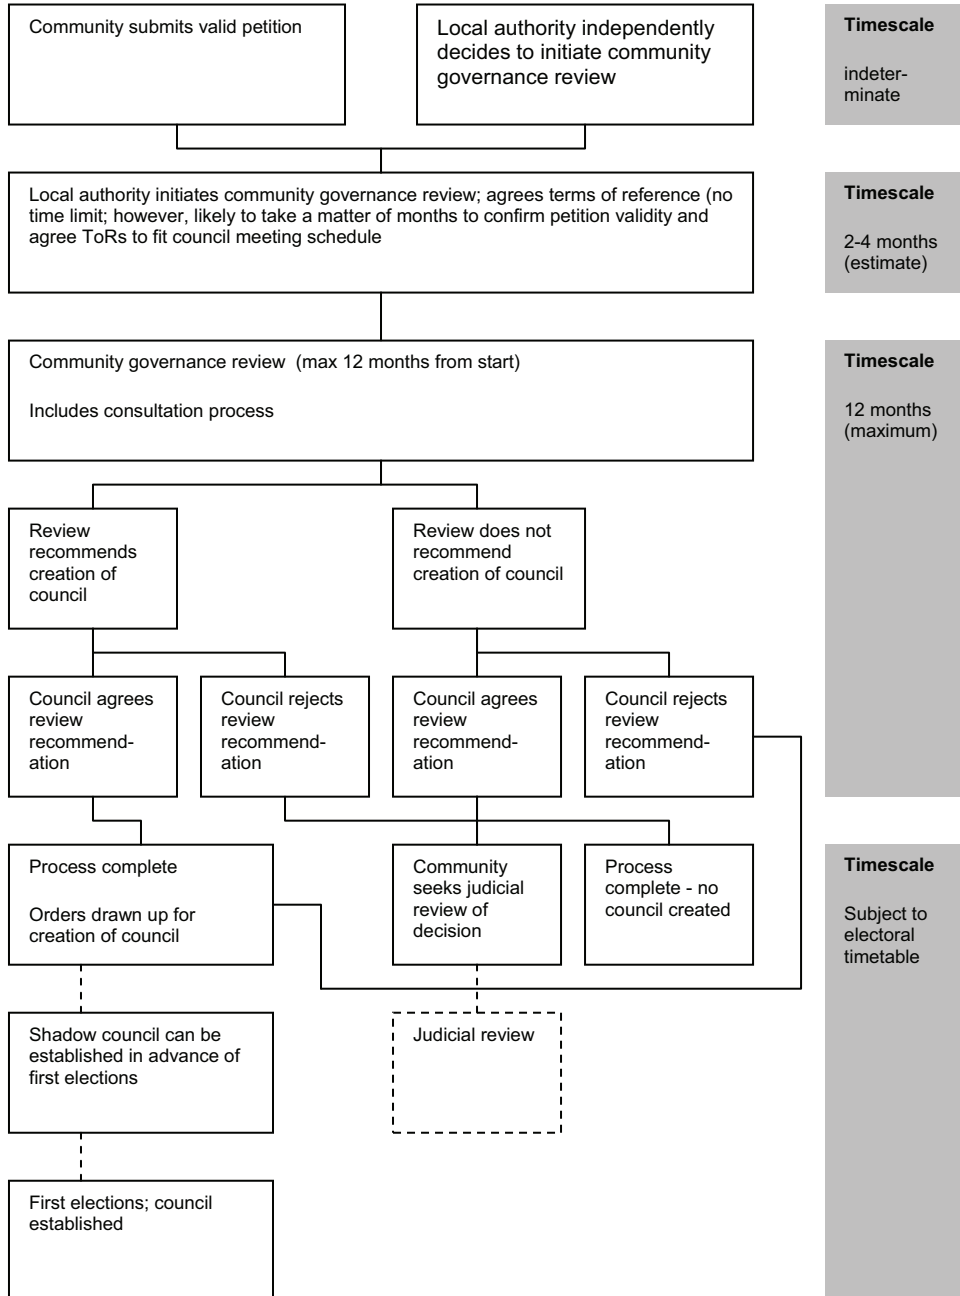 Community submits valid petition
Local authority independently
decides to initiate community
governance review
Timescale
indeter-
minate
Local authority initiates community governance review; agrees terms of reference (no
time limit; however, likely to take a matter of months to confirm petition validity and
agree ToRs to fit council meeting schedule
Timescale
2-4 months
(estimate)
Community governance review  (max 12 months from start)
Includes consultation process
Timescale
12 months
(maximum)
Review
recommends
creation of
council
Review does not
recommend
creation of council
Council agrees
review
recommend-
ation
Council rejects
review
recommend-
ation
Council agrees
review
recommend-
ation
Council rejects
review
recommend-
ation
Process complete
Orders drawn up for
creation of council
Community
seeks judicial
review of
decision
Process
complete - no
council created
Timescale
Subject to
electoral
timetable
Shadow council can be
established in advance of
first elections
Judicial review
First elections; council
established